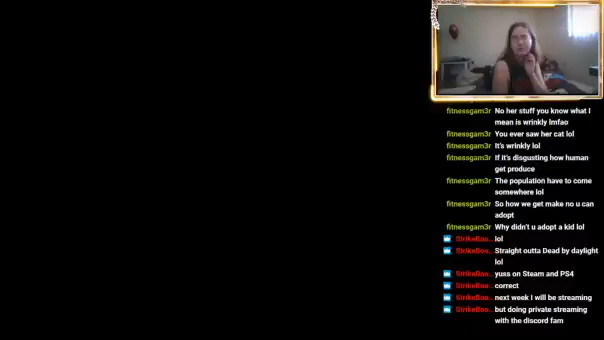 fitnessgam3r No her stuff you know what I
mean is wrinkly lmfao
fitnessgam3r You ever saw her cat lol
fitnessgam3r It's wrinkly lol
fitnessgam3r If it's disgusting how human
get produce
fitnessgam3r The population have to come
somewhere lol
fitnessgam3r So how we get make no u can
adopt
fitnessgam3r Why didn't u adopt a kid lol
StrikeBoo... lol
StrikeBoo... Straight outta Dead by daylight
lol
StrikeBoo... yuss on Steam and PS4
StrikeBoo... correct
StrikeBoo... next week I will be streaming
StrikeBoo... but doing private streaming
with the discord fam